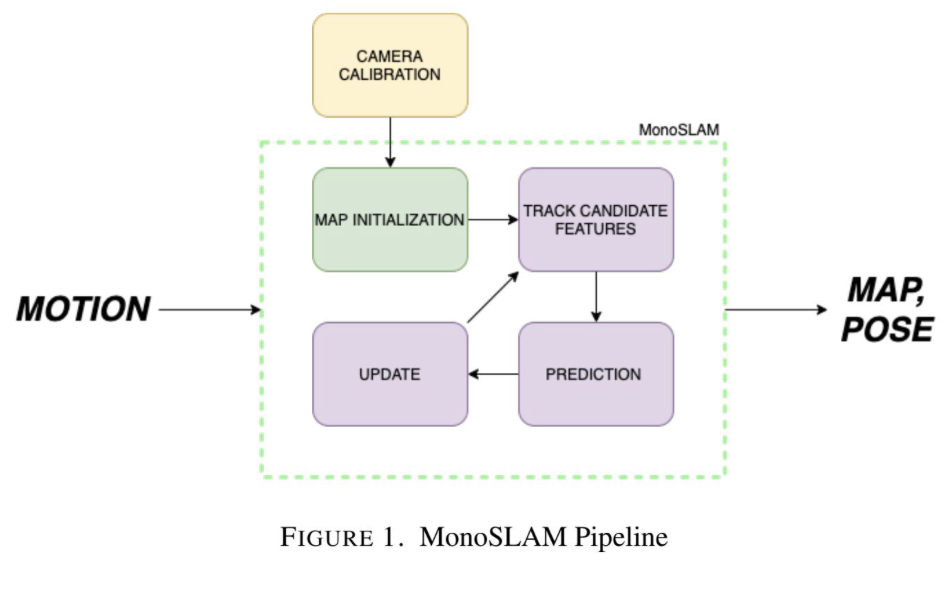 CAMERA
CALIBRATION
MonoSLAM
MAP INITIALIZATION
TRACK CANDIDATE
FEATURES
MOTION
MAP,
POSE
UPDATE
PREDICTION
FIGURE 1. MonoSLAM Pipeline